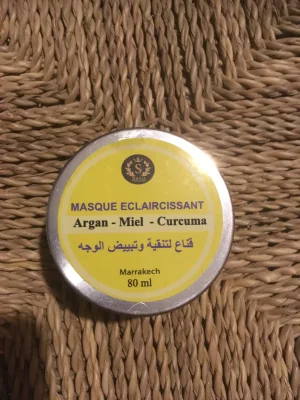 S
MASQUE ECLAIRCISSANT
Argan - Miel - Curcuma
قناع لتنقية وتبييض الوجه
Marrakech
80 ml